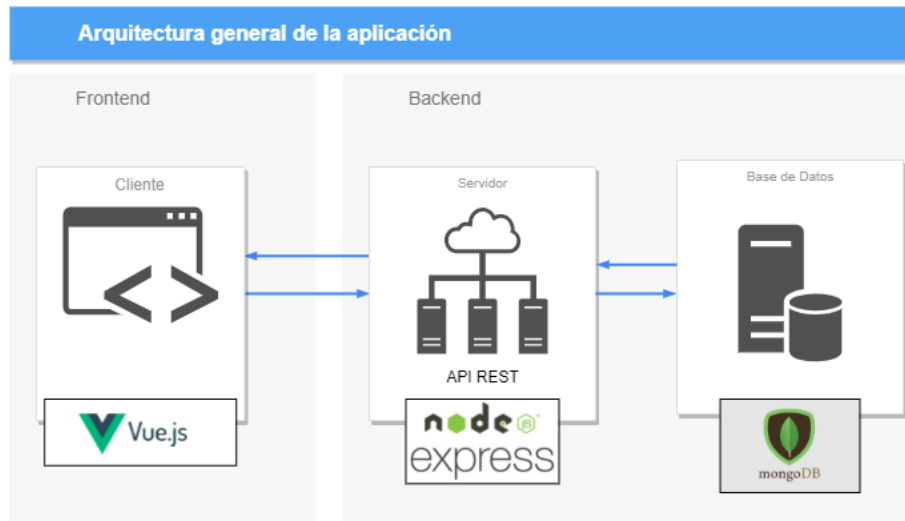 Arquitectura general de la aplicación
Frontend
Backend
Cliente
Servidor
Base de Datos
API REST
Vue.js
node
JS
express
mongoDB